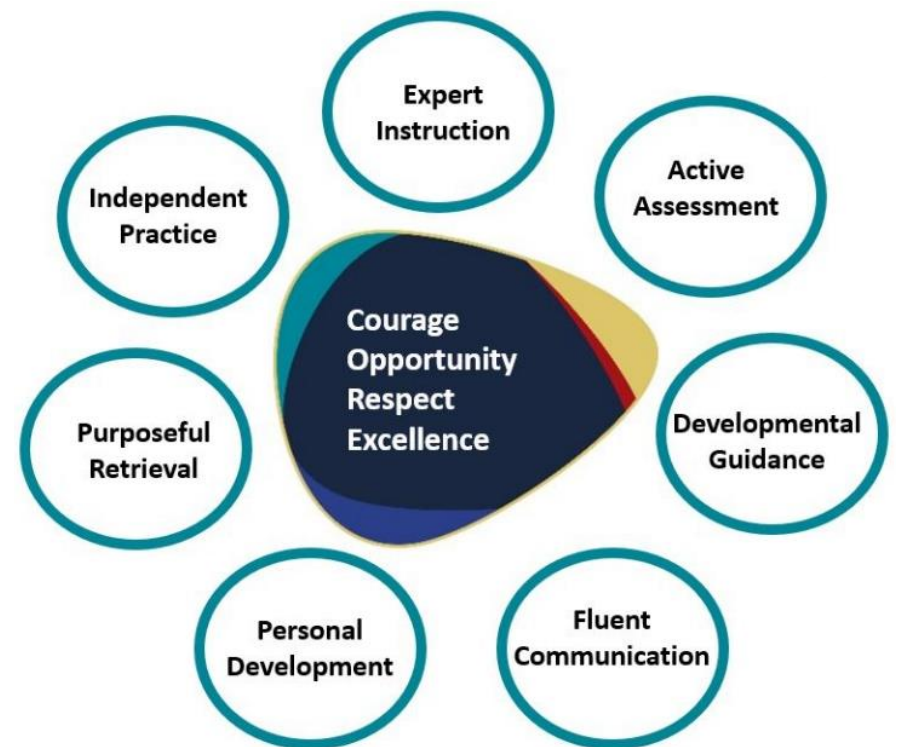 Expert
Instruction
Active
Assessment
Developmental
Guidance
Fluent
Communication
Personal
Development
Purposeful
Retrieval
Independent
Practice
Courage
Opportunity
Respect
Excellence